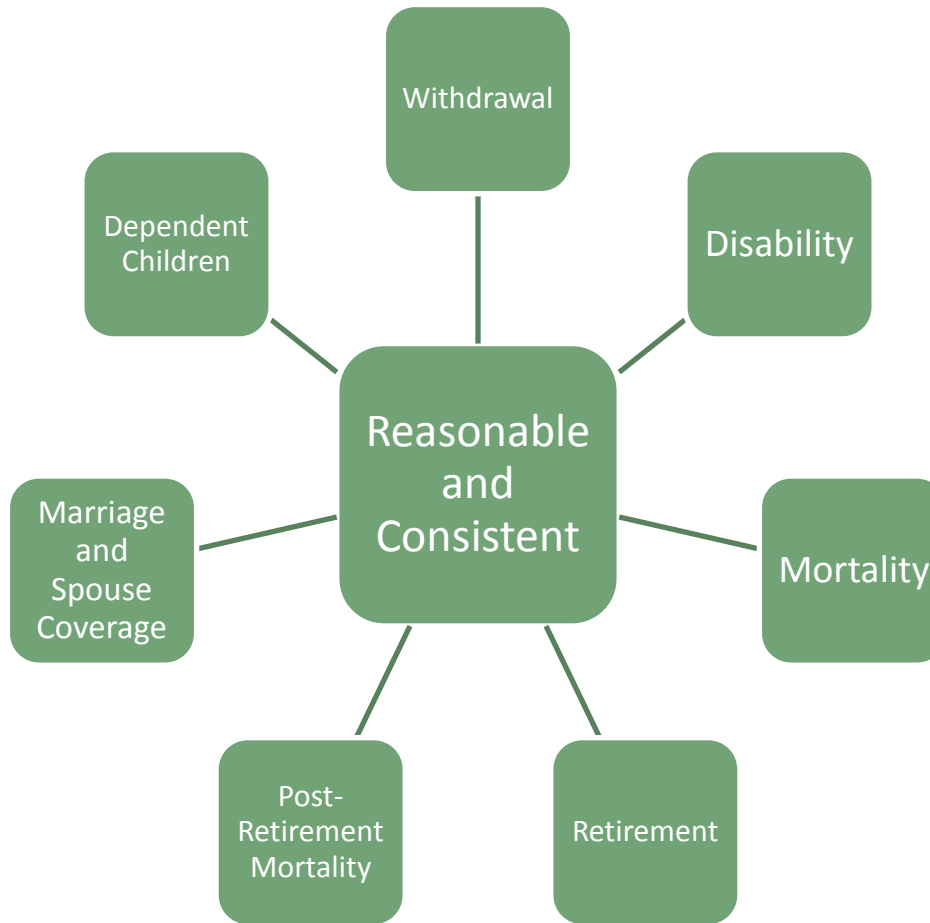 Withdrawal
Dependent
Children
Disability
Reasonable
and
Consistent
Marriage
and
Spouse
Coverage
Mortality
Post-
Retirement
Mortality
Retirement